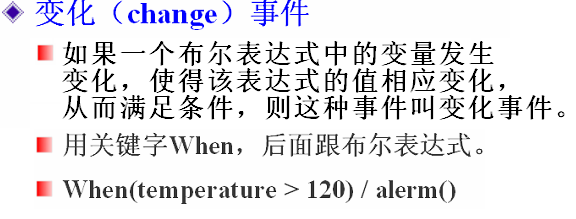 变化（change）事件
如果一个布尔表达式中的变量发生
变化，使得该表达式的值相应变化，
从而满足条件，则这种事件叫变化事件。
用关键字When，后面跟布尔表达式。
When(temperature > 120) / alerm()